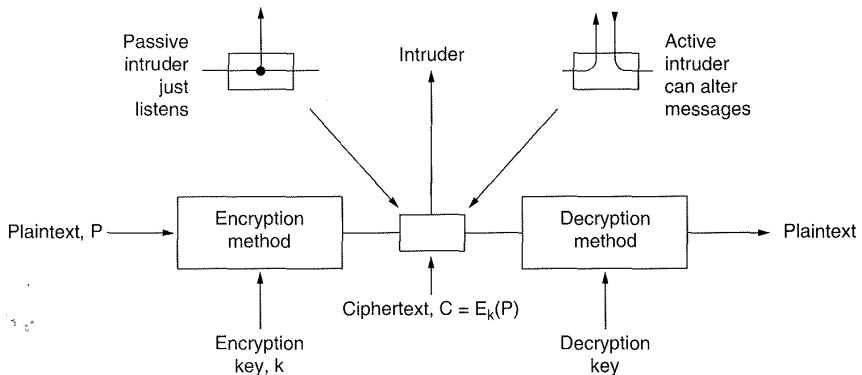 Passive
intruder
just
listens
Intruder
Active
intruder
can alter
messages
Plaintext, P
Encryption
method
Decryption
method
Plaintext
Ciphertext, C = Eₖ(P)
Encryption
key, k
Decryption
key